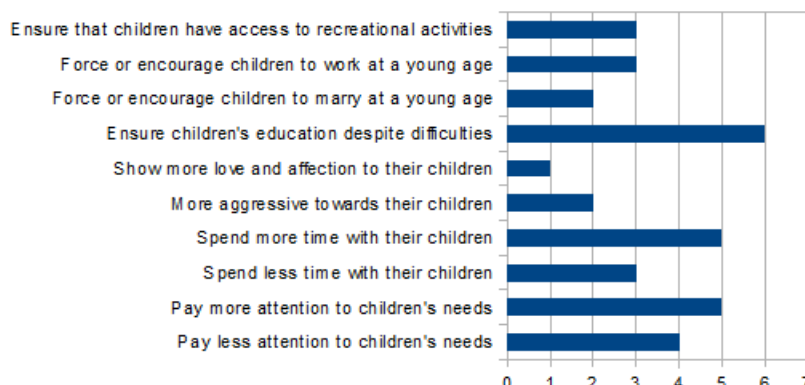 Ensure that children have access to recreational activities
Force or encourage children to work at a young age
Force or encourage children to marry at a young age
Ensure children's education despite difficulties
Show more love and affection to their children
More aggressive towards their children
Spend more time with their children
Spend less time with their children
Pay more attention to children's needs
Pay less attention to children's needs
0 1 2 3 4 5 6 7